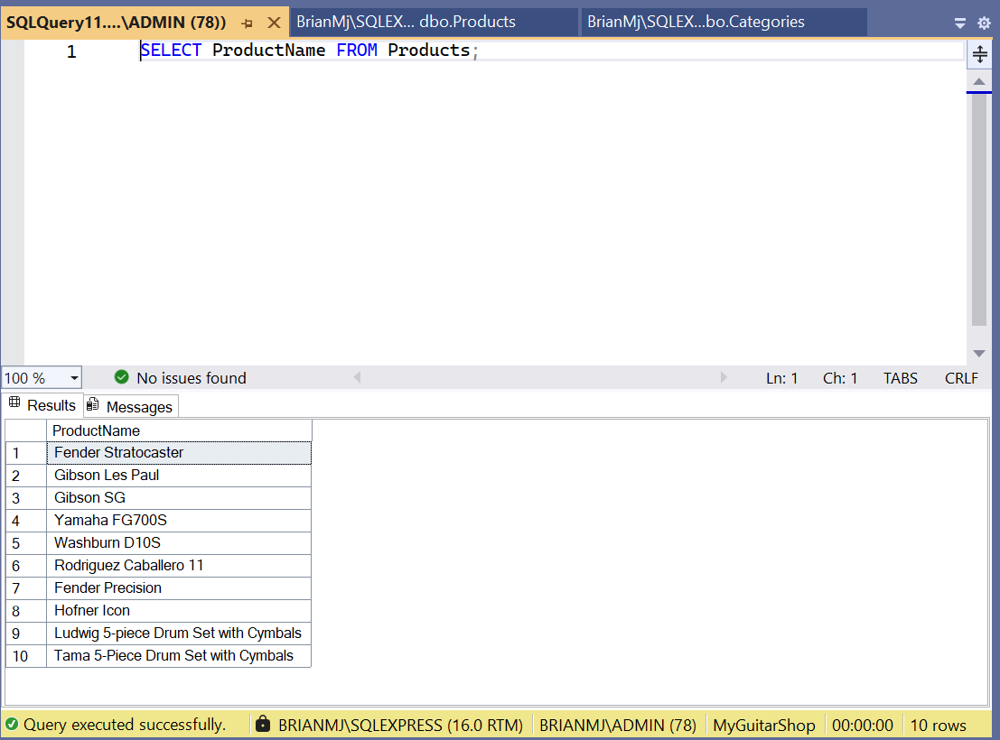 SQLQuery11....\ADMIN (78)) BrianMj\SQLEX... dbo.Products BrianMj\SQLEX...bo.Categories
1 SELECT ProductName FROM Products;
100 % No issues found Ln: 1 Ch: 1 TABS CRLF
Results Messages
ProductName
1 Fender Stratocaster
2 Gibson Les Paul
3 Gibson SG
4 Yamaha FG700S
5 Washburn D10S
6 Rodriguez Caballero 11
7 Fender Precision
8 Hofner Icon
9 Ludwig 5-piece Drum Set with Cymbals
10 Tama 5-Piece Drum Set with Cymbals
Query executed successfully. BRIANMJ\SQLEXPRESS (16.0 RTM) BRIANMJ\ADMIN (78) MyGuitarShop 00:00:00 10 rows